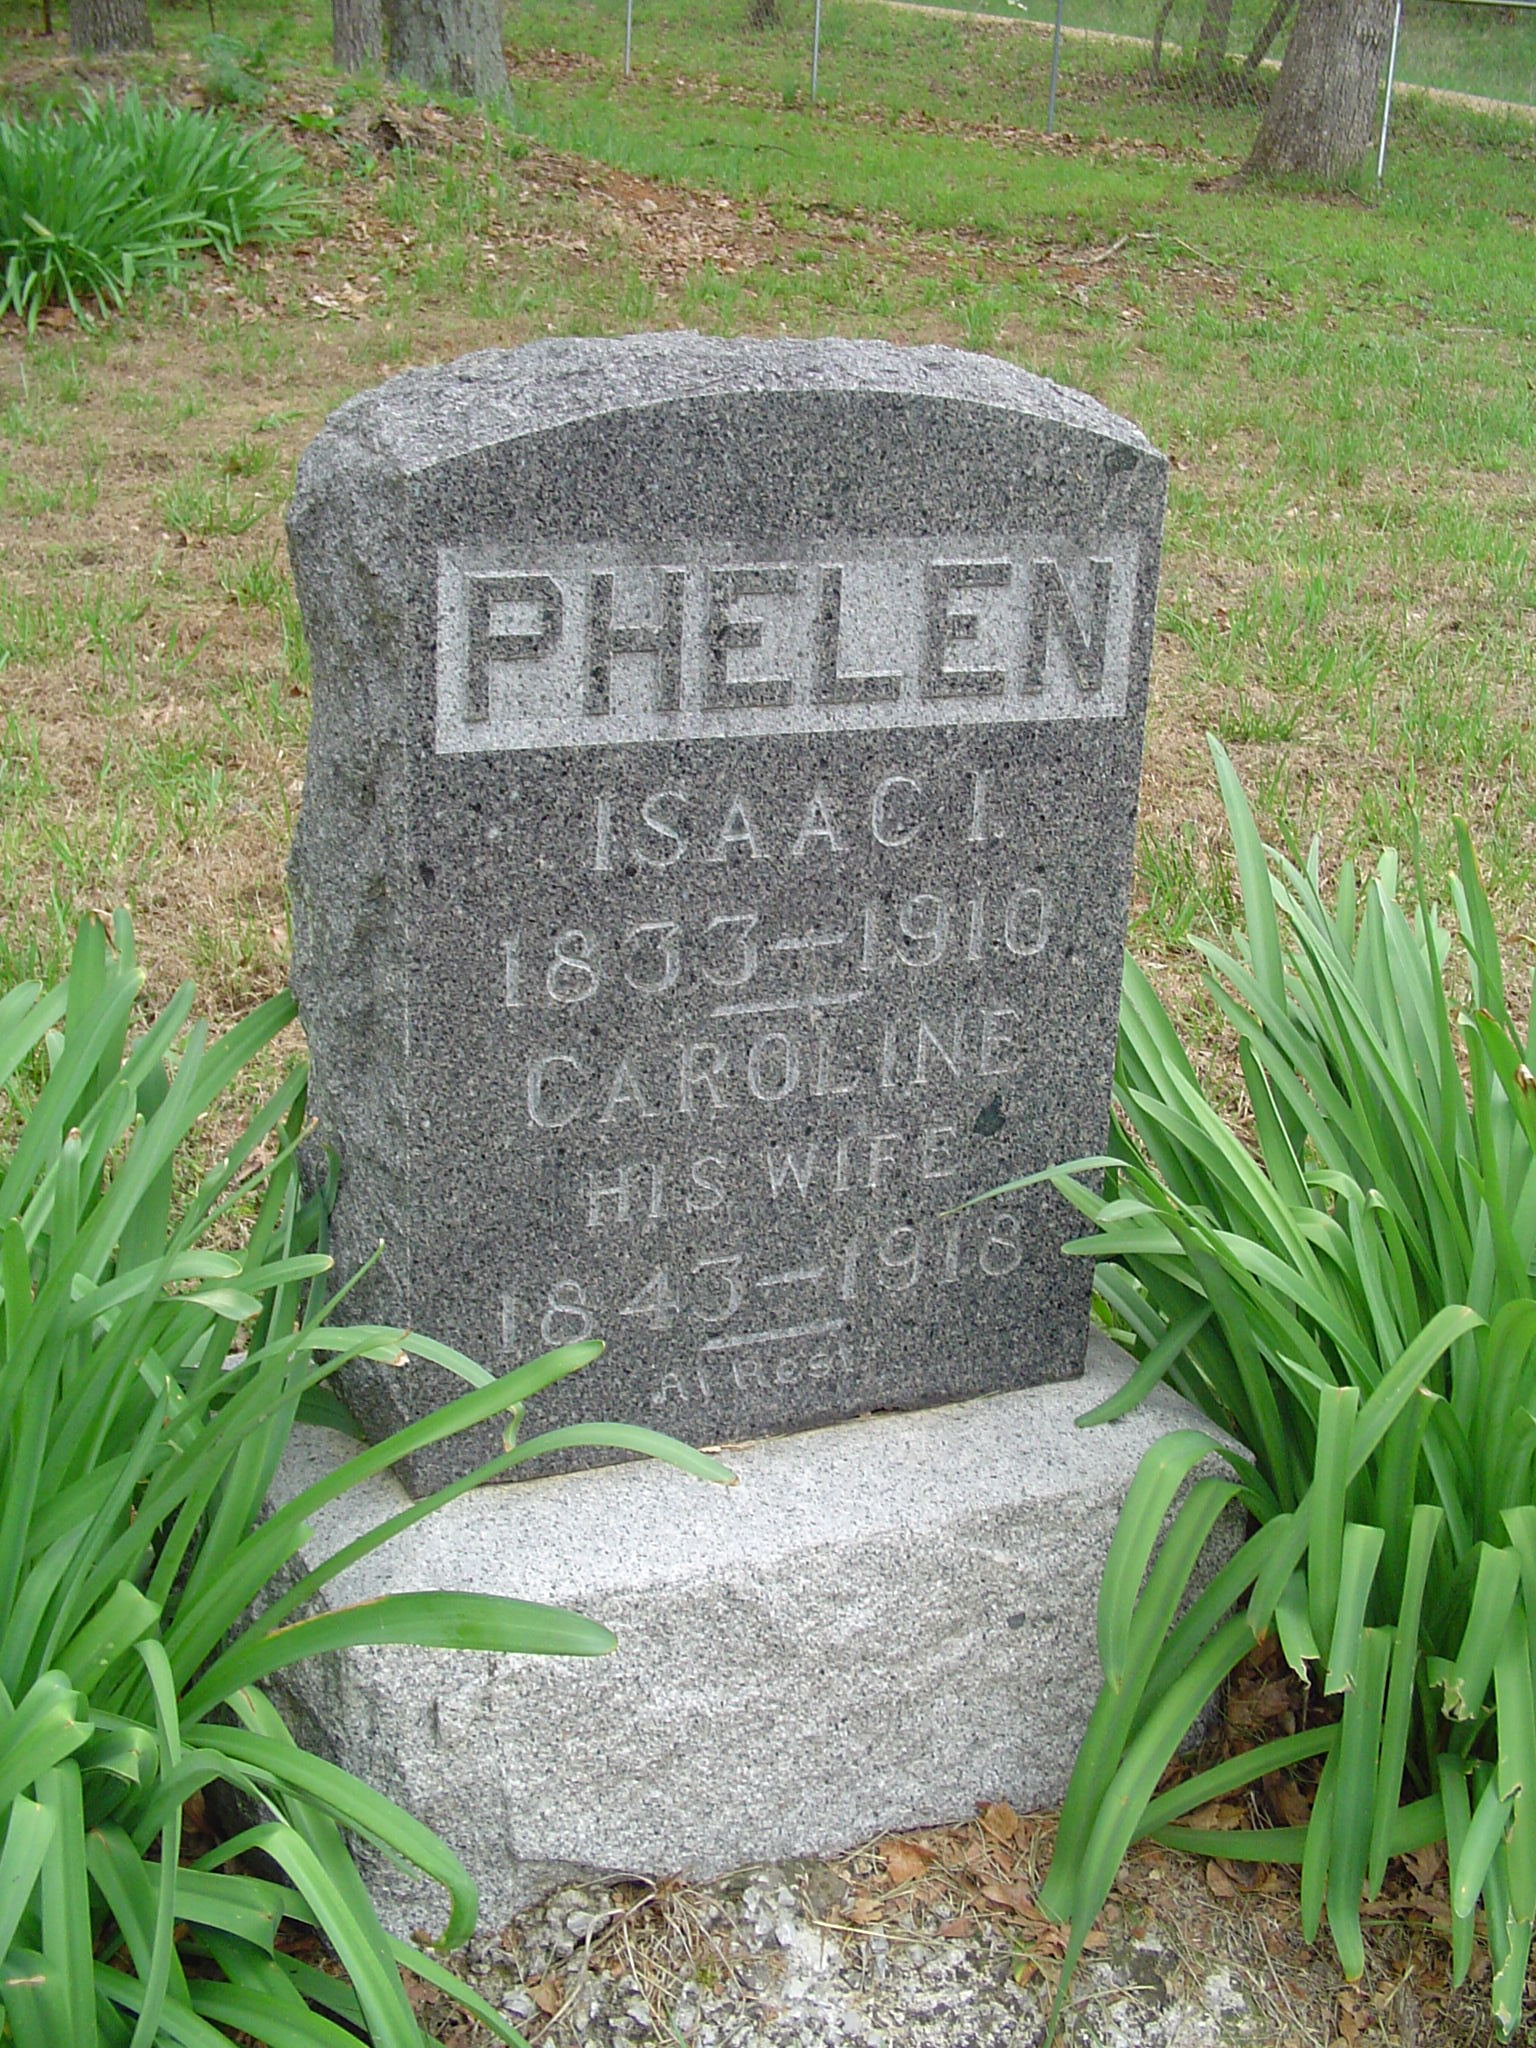 PHELEN
ISAAC I.
1833-1910
CAROLINE
HIS WIFE
1843-1918
At Rest